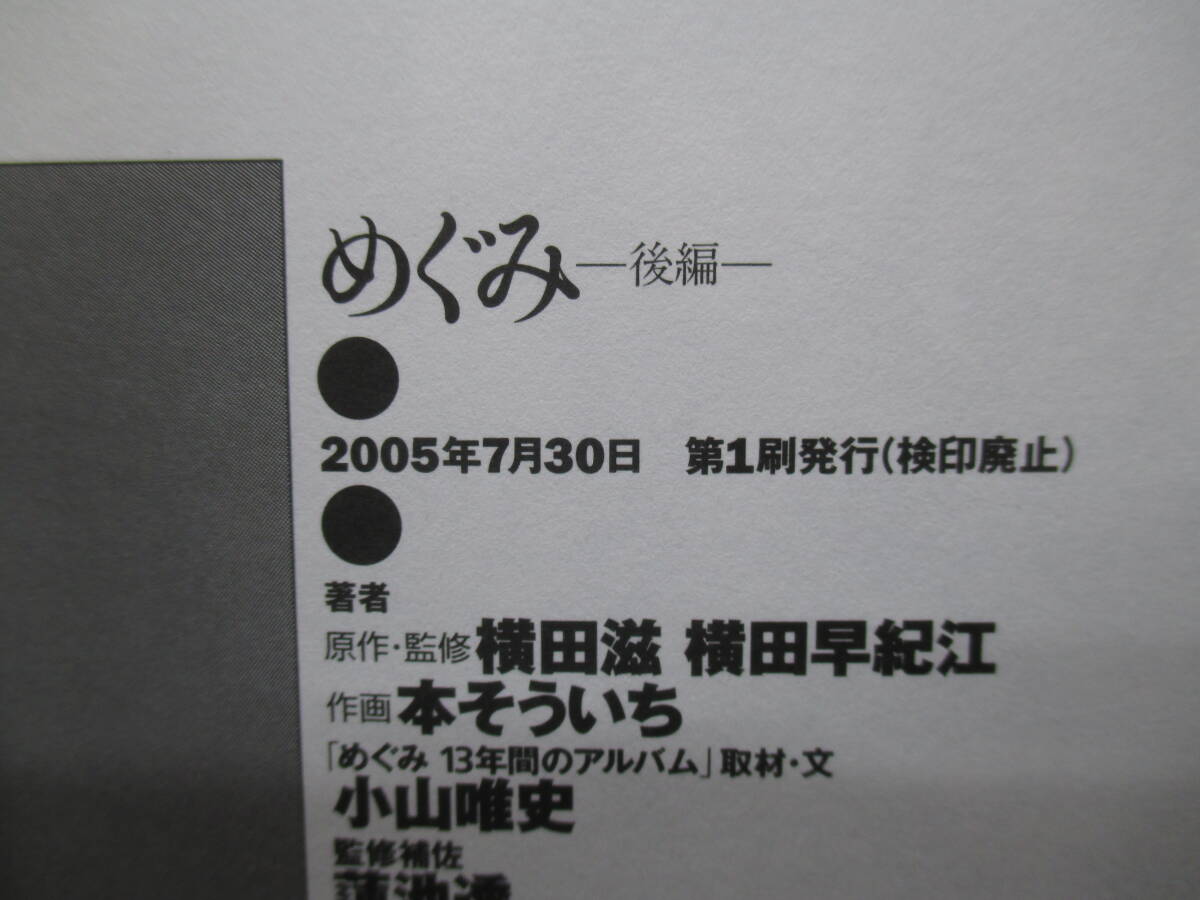 めぐみ―後編―
2005年7月30日　第1刷発行(検印廃止)
著者
原作・監修 横田滋 横田早紀江
作画 本そういち
「めぐみ 13年間のアルバム」取材・文
小山唯史
監修補佐
蓮池透